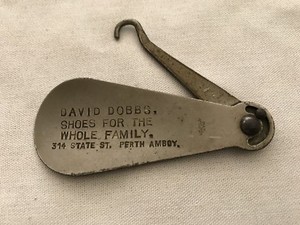 DAVID DOBBS.
SHOES FOR THE
WHOLE FAMILY.
314 STATE ST. PERTH AMBOY.